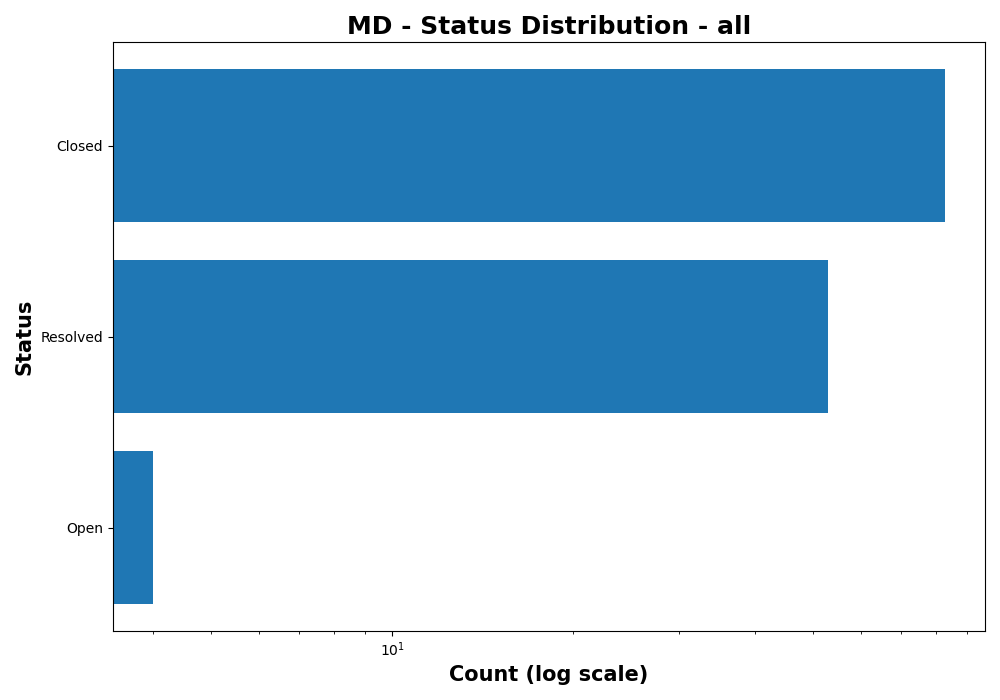 MD - Status Distribution - all
Closed
Resolved
Open
Status
10¹
Count (log scale)